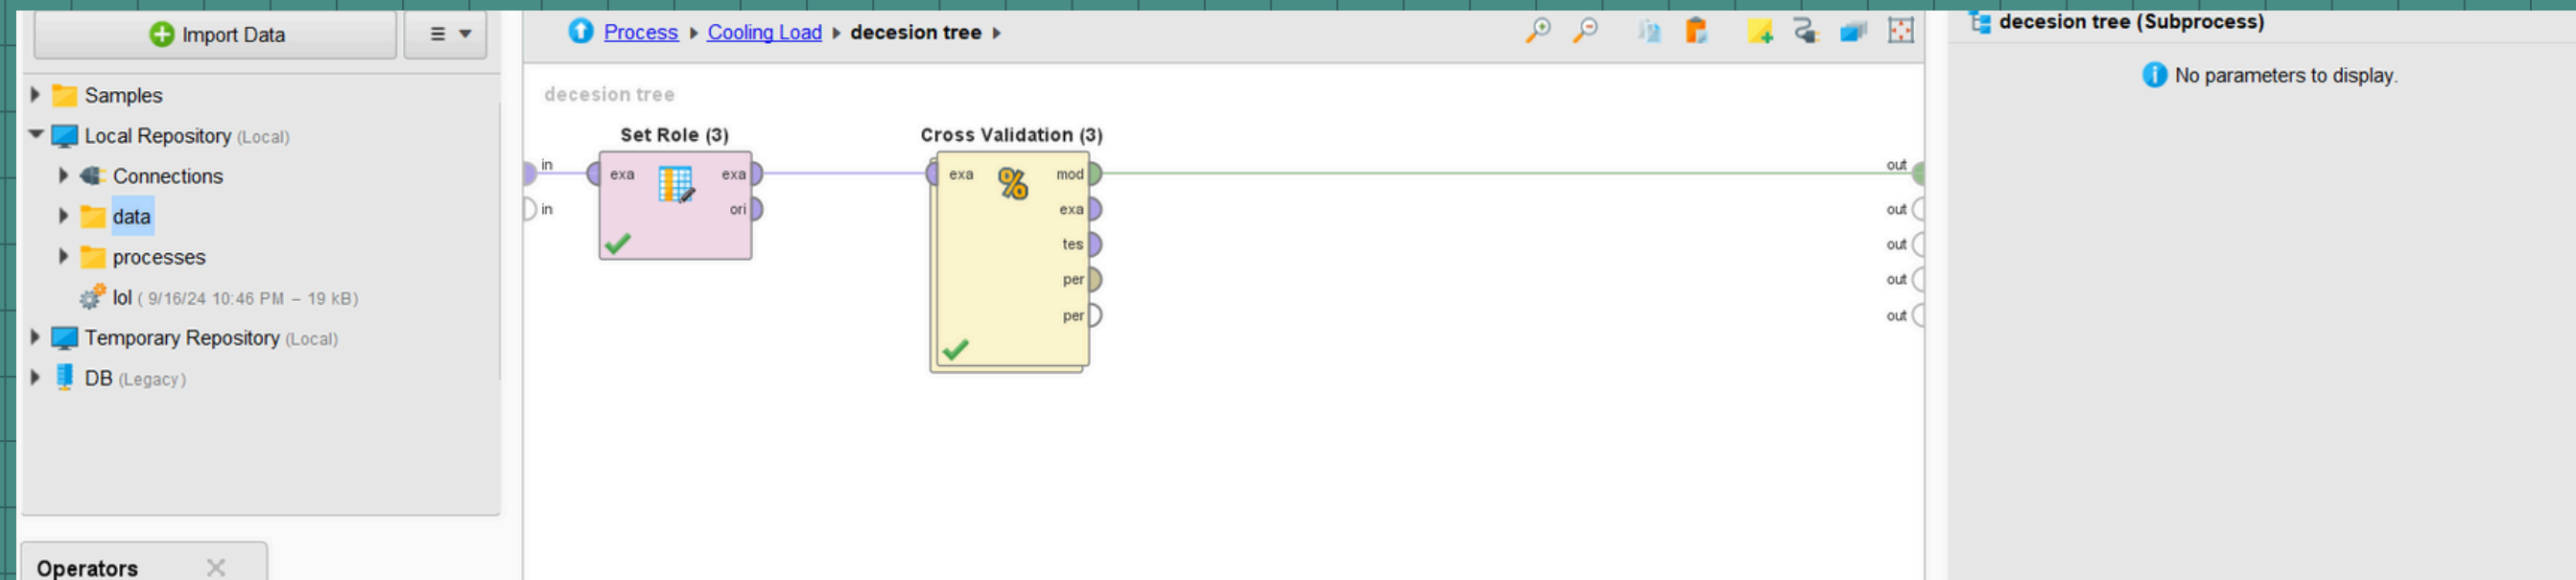 Import Data
Samples
Local Repository (Local)
Connections
data
processes
lol ( 9/16/24 10:46 PM – 19 kB)
Temporary Repository (Local)
DB (Legacy)
Operators
Process Cooling Load decesion tree
decesion tree
Set Role (3)
Cross Validation (3)
in
in
exa
exa
ori
exa
%
mod
exa
tes
per
per
out
out
out
out
out
decesion tree (Subprocess)
No parameters to display.